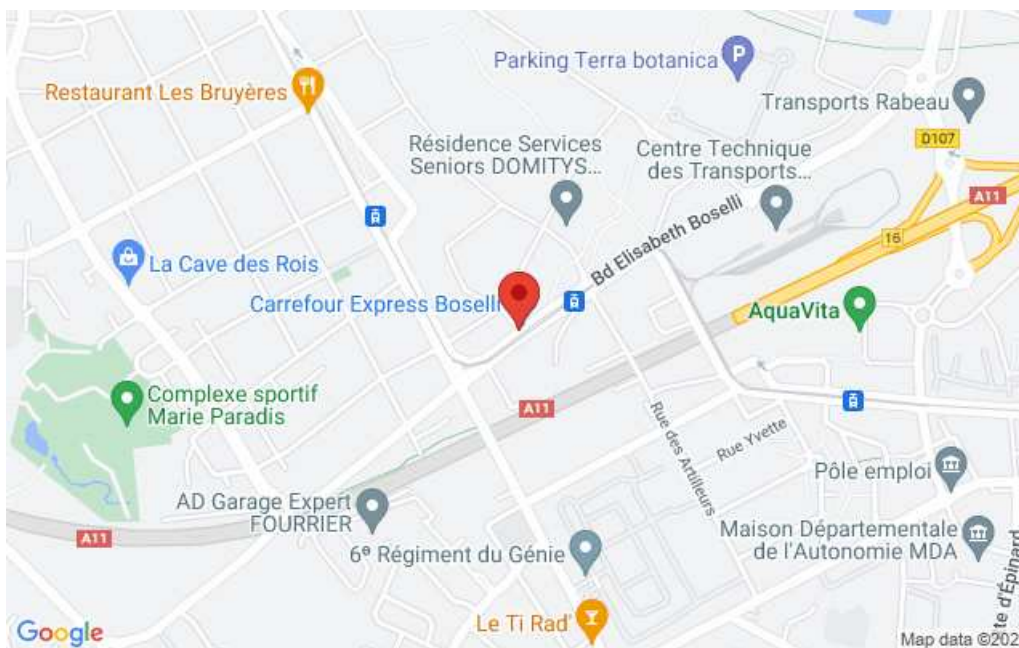 Parking Terra botanica
P
Restaurant Les Bruyères
Transports Rabeau
D107
Résidence Services
Seniors DOMITYS...
Centre Technique
des Transports...
A11
Bd Elisabeth Boselli
16
La Cave des Rois
Carrefour Express Boselli
AquaVita
Complexe sportif
Marie Paradis
A11
Rue des Artilleurs
Rue Yvette
Pôle emploi
AD Garage Expert
FOURRIER
A11
6e Régiment du Génie
Maison Départementale
de l'Autonomie MDA
te d'Épinard
Le Ti Rad'
Google
Map data ©202